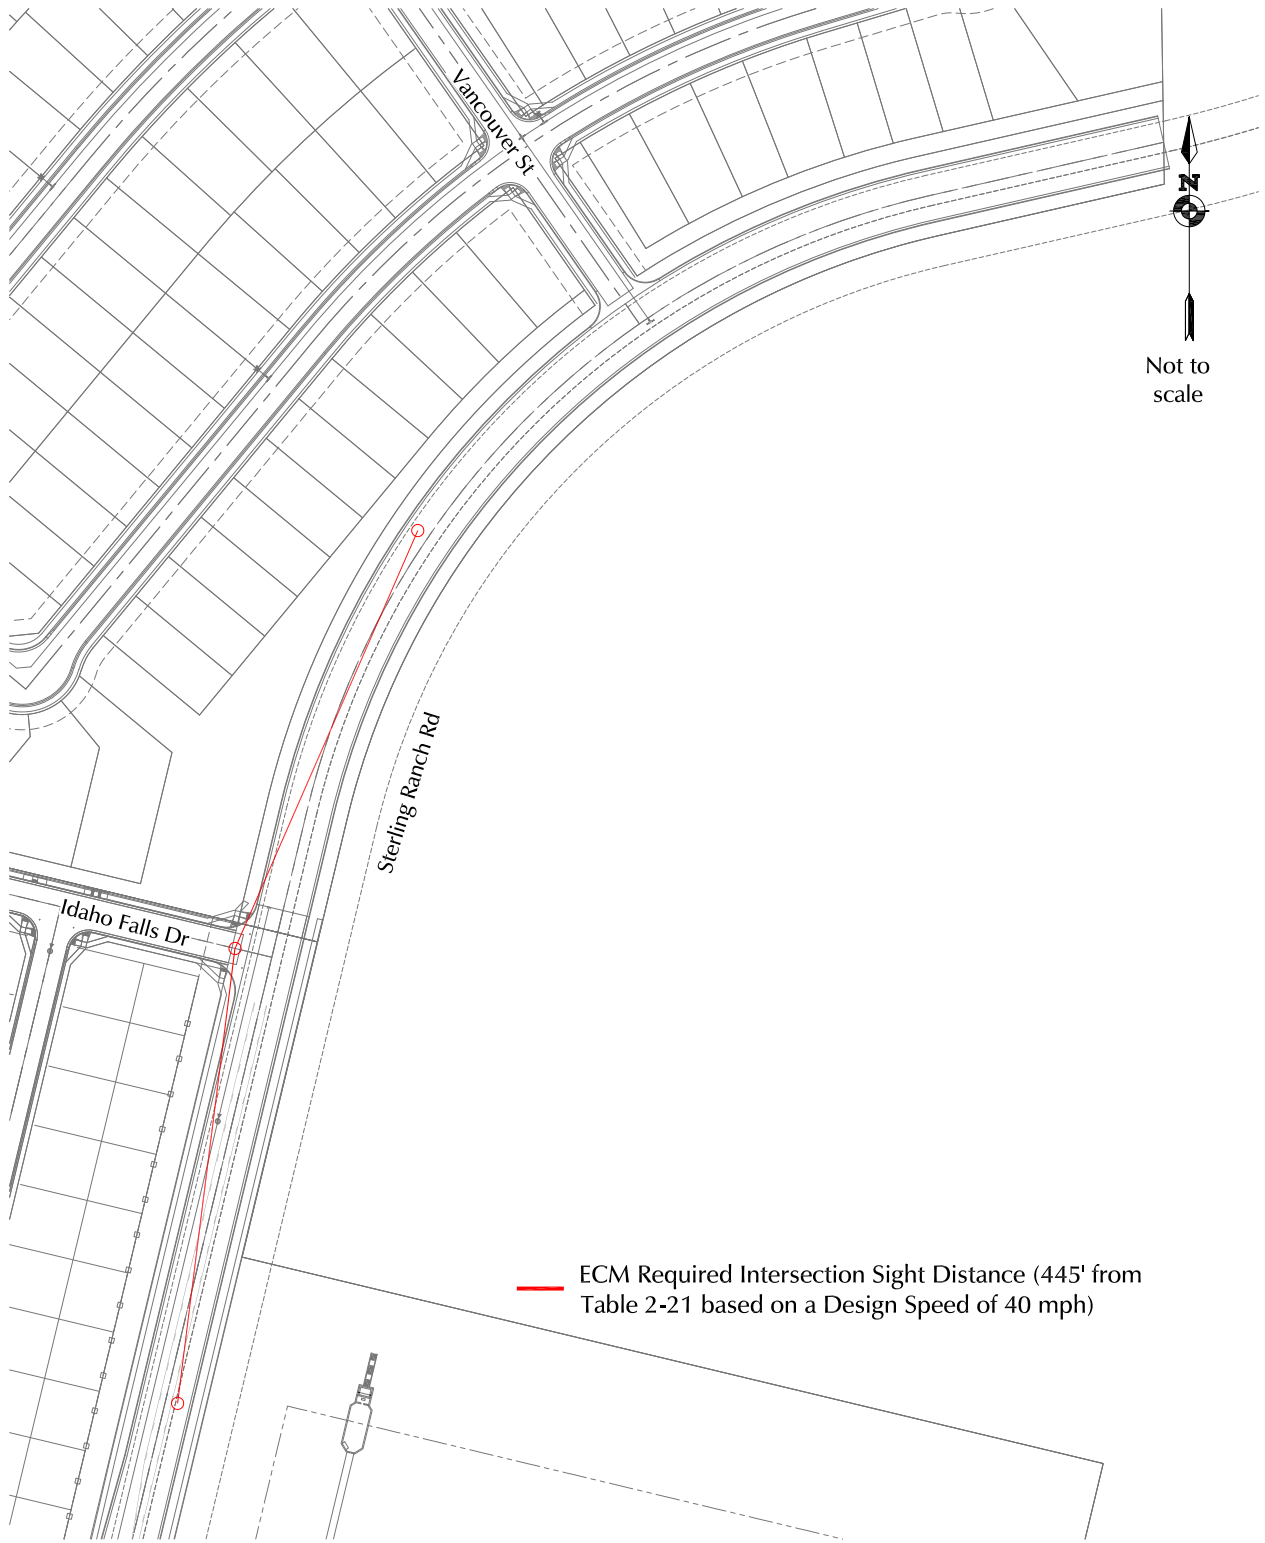 Vancouver St
N
Not to
scale
Sterling Ranch Rd
Idaho Falls Dr
ECM Required Intersection Sight Distance (445' from
Table 2-21 based on a Design Speed of 40 mph)